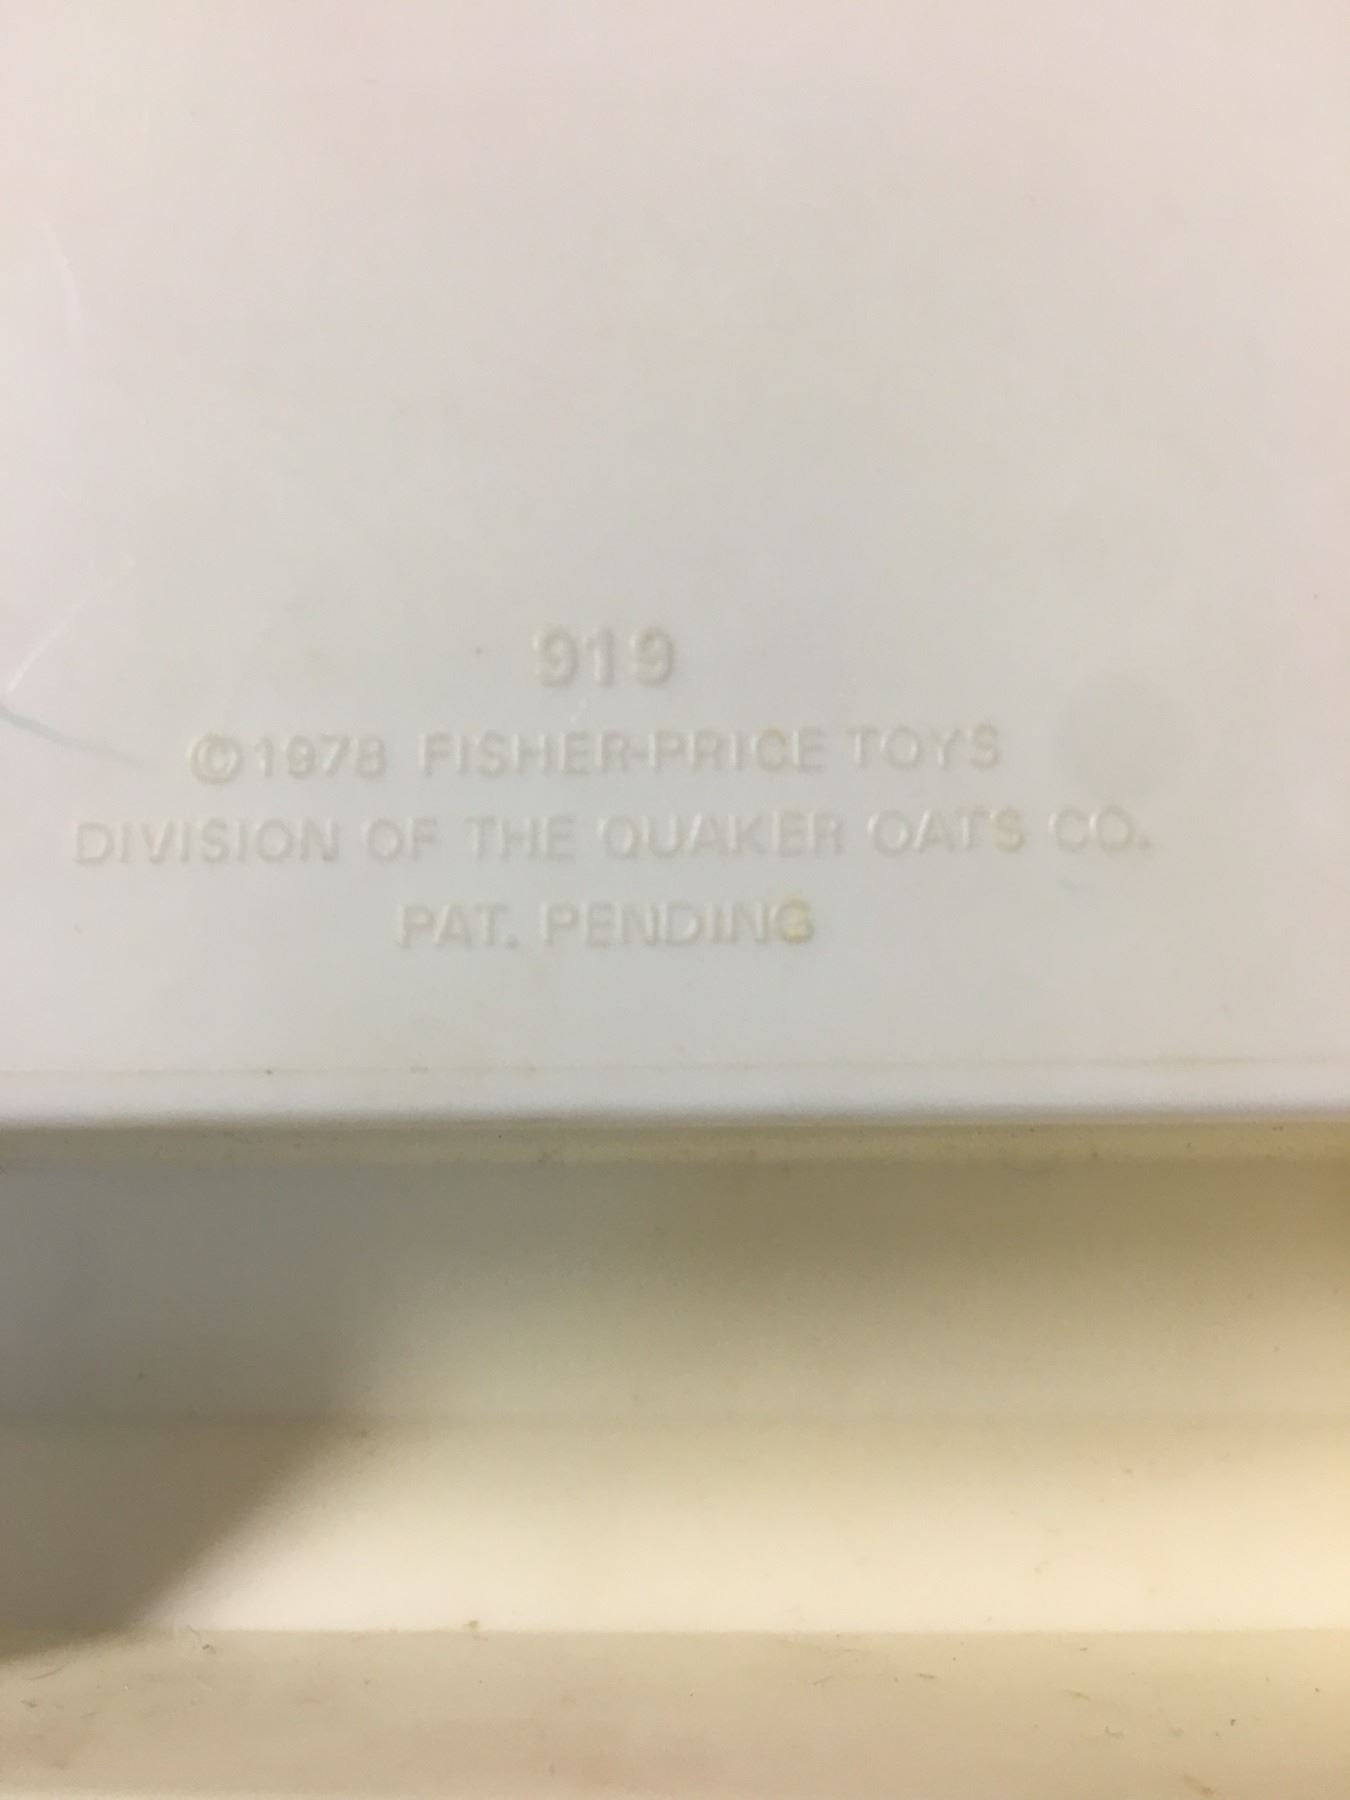 919
©1978 FISHER-PRICE TOYS
DIVISION OF THE QUAKER OATS CO.
PAT. PENDING